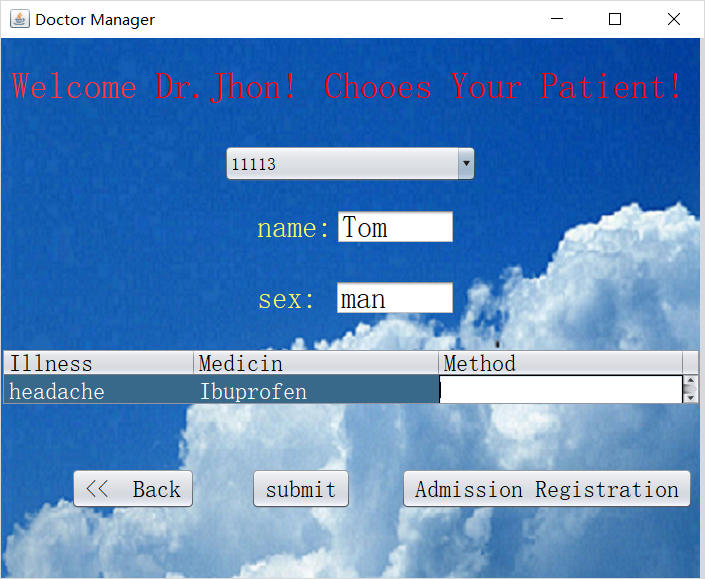 Doctor Manager
Welcome Dr.Jhon! Choocs Your Patient!
11113
name: Tom
sex: man
Illness Medicin Method
headache Ibuprofen
<< Back submit Admission Registration